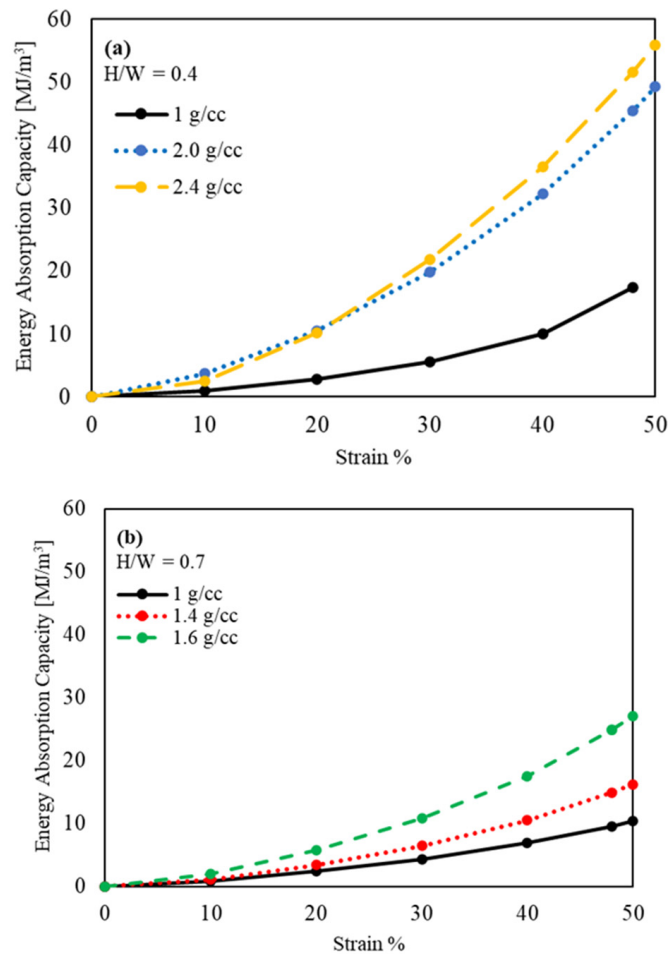 60
(a)
H/W = 0.4
50
1 g/cc
40
2.0 g/cc
2.4 g/cc
30
20
10
0
0 10 20 30 40 50
Strain %
Energy Absorption Capacity [MJ/m³]
60
(b)
H/W = 0.7
50
1 g/cc
1.4 g/cc
40
1.6 g/cc
30
20
10
0
0 10 20 30 40 50
Strain %
Energy Absorption Capacity [MJ/m³]